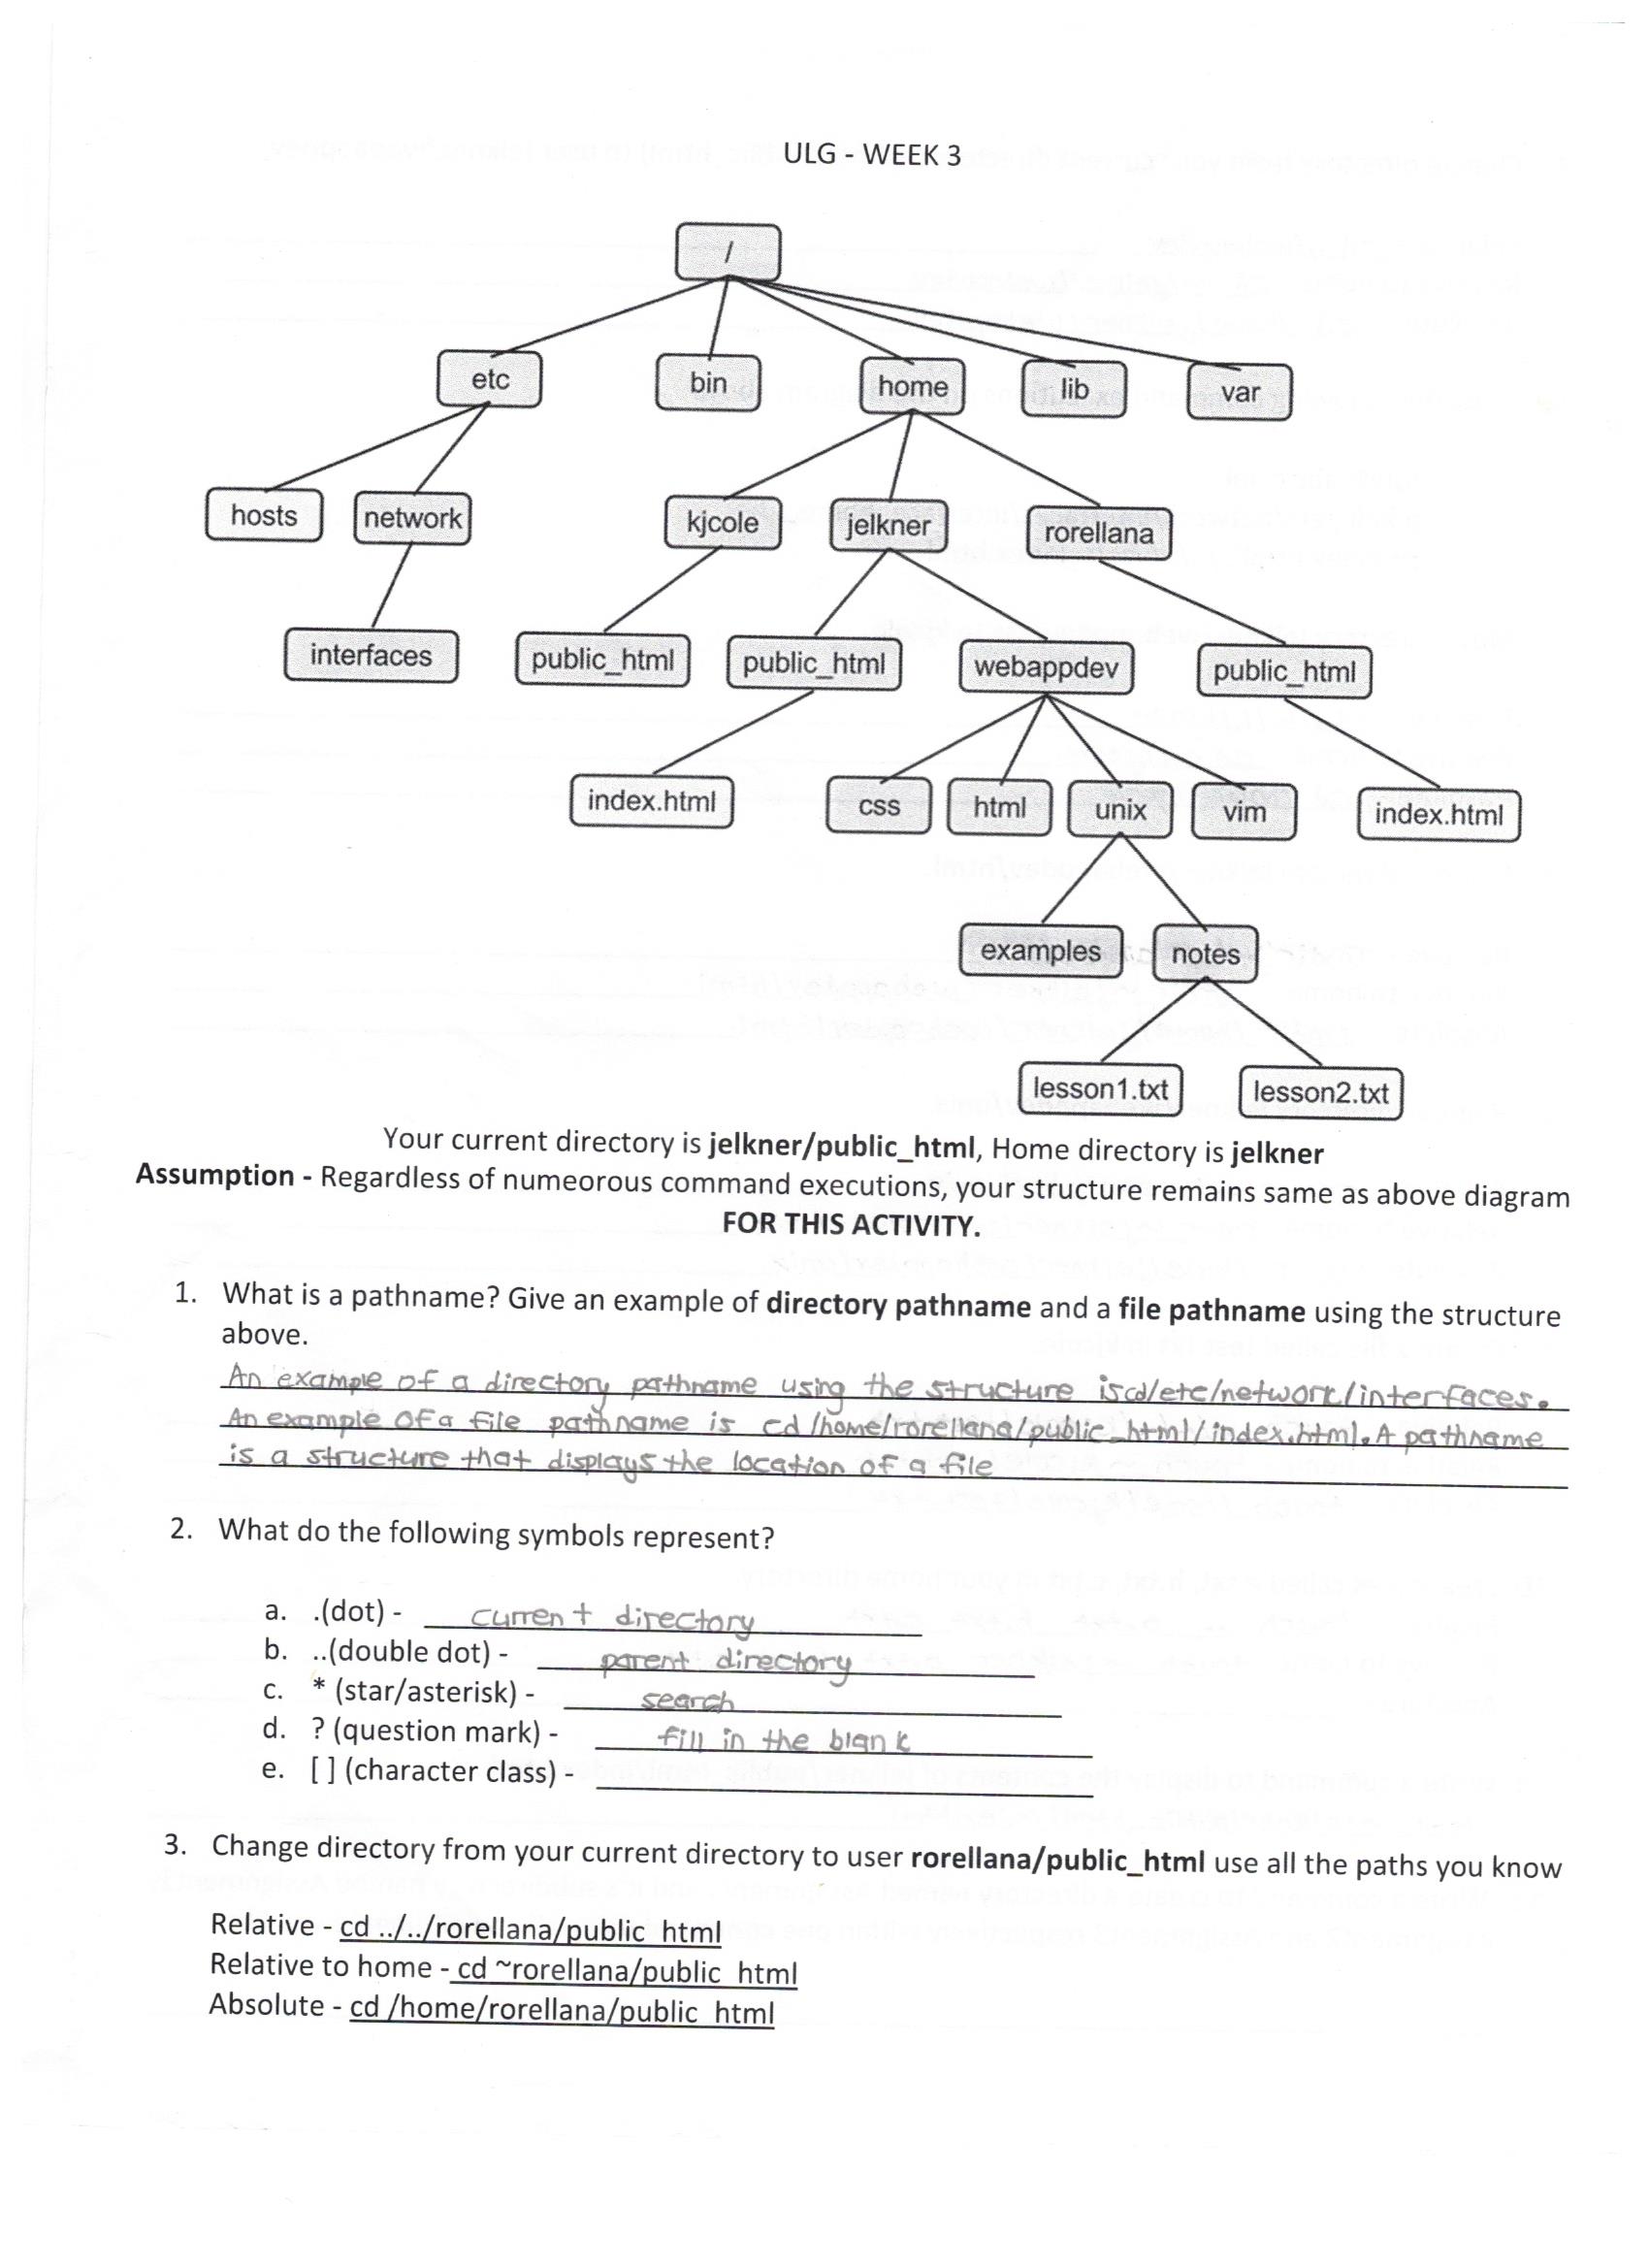 ULG - WEEK 3
/
etc bin home lib var
hosts network kjcole jelkner rorellana
interfaces public_html public_html webappdev public_html
index.html css html unix vim index.html
examples notes
lesson1.txt lesson2.txt
Your current directory is jelkner/public_html, Home directory is jelkner
Assumption - Regardless of numeorous command executions, your structure remains same as above diagram
FOR THIS ACTIVITY.
1. What is a pathname? Give an example of directory pathname and a file pathname using the structure
above.
An example of a directory pathname using the structure is cd/etc/network/interfaces.
An example of a file pathname is cd /home/rorellana/public_html/index.html. A pathname
is a structure that displays the location of a file
2. What do the following symbols represent?
a. .(dot) - current directory
b. ..(double dot) - parent directory
c. * (star/asterisk) - search
d. ? (question mark) - fill in the blank
e. [ ] (character class) -
3. Change directory from your current directory to user rorellana/public_html use all the paths you know
Relative - cd ../../rorellana/public_html
Relative to home - cd ~rorellana/public_html
Absolute - cd /home/rorellana/public_html